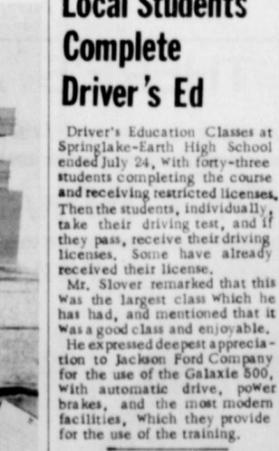 Local Students
Complete
Driver's Ed
Driver's Education Classes at
Springlake-Earth High School
ended July 24, with forty-three
students completing the course
and receiving restricted licenses.
Then the students, individually,
take their driving test, and if
they pass, receive their driving
licenses. Some have already
received their license.
Mr. Slover remarked that this
was the largest class which he
has had, and mentioned that it
was a good class and enjoyable.
He expressed deepest apprecia-
tion to Jackson Ford Company
for the use of the Galaxie 500,
with automatic drive, power
brakes, and the most modern
facilities, which they provide
for the use of the training.